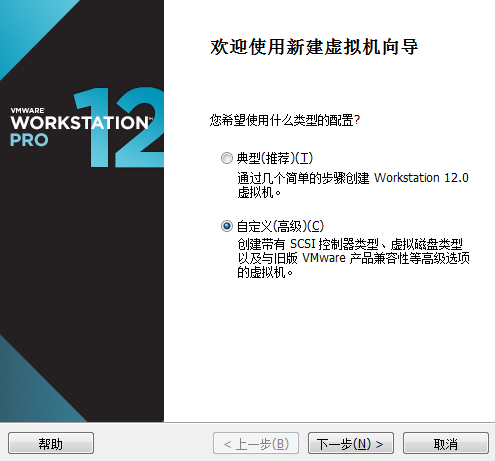 欢迎使用新建虚拟机向导
VMWARE
WORKSTATION™
PRO
12
您希望使用什么类型的配置?
典型(推荐)(T)
通过几个简单的步骤创建 Workstation 12.0
虚拟机。
自定义(高级)(C)
创建带有 SCSI 控制器类型、虚拟磁盘类型
以及与旧版 VMware 产品兼容性等高级选项
的虚拟机。
帮助
< 上一步(B)
下一步(N) >
取消